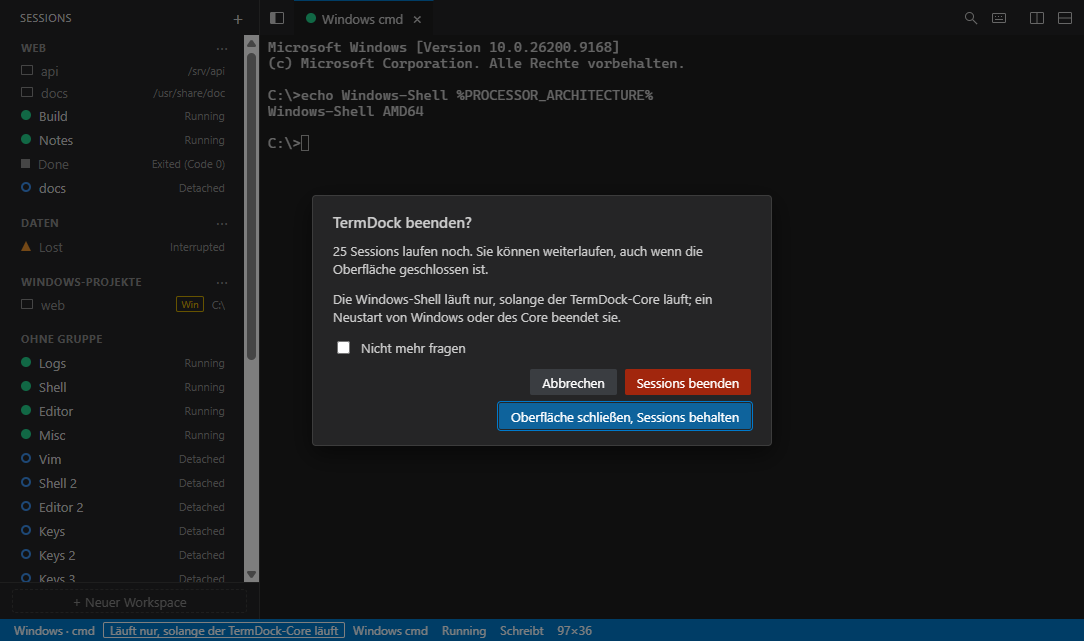 SESSIONS +
Windows cmd ×
WEB ...
api /srv/api
docs /usr/share/doc
Build Running
Notes Running
Done Exited (Code 0)
docs Detached
DATEN ...
Lost Interrupted
WINDOWS-PROJEKTE ...
web Win C:\
OHNE GRUPPE
Logs Running
Shell Running
Editor Running
Misc Running
Vim Detached
Shell 2 Detached
Editor 2 Detached
Keys Detached
Keys 2 Detached
Keys 3 Detached
+ Neuer Workspace
Microsoft Windows [Version 10.0.26200.9168]
(c) Microsoft Corporation. Alle Rechte vorbehalten.
C:\>echo Windows-Shell %PROCESSOR_ARCHITECTURE%
Windows-Shell AMD64
C:\>
TermDock beenden?
25 Sessions laufen noch. Sie können weiterlaufen, auch wenn die
Oberfläche geschlossen ist.
Die Windows-Shell läuft nur, solange der TermDock-Core läuft; ein
Neustart von Windows oder des Core beendet sie.
Nicht mehr fragen
Abbrechen
Sessions beenden
Oberfläche schließen, Sessions behalten
Windows · cmd Läuft nur, solange der TermDock-Core läuft Windows cmd Running Schreibt 97×36